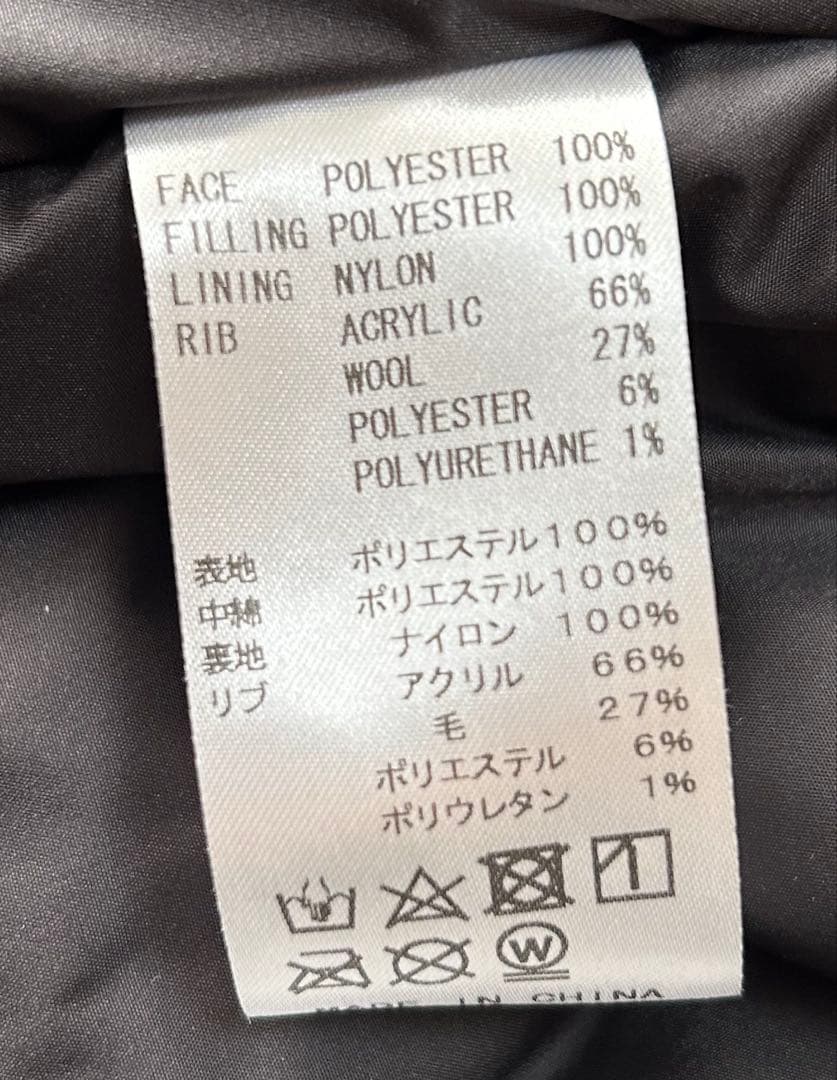 FACE POLYESTER 100%
FILLING POLYESTER 100%
LINING NYLON 100%
RIB ACRYLIC 66%
WOOL 27%
POLYESTER 6%
POLYURETHANE 1%
表地 ポリエステル100%
中綿 ポリエステル100%
裏地 ナイロン 100%
リブ アクリル 66%
毛 27%
ポリエステル 6%
ポリウレタン 1%
W
MADE IN CHINA